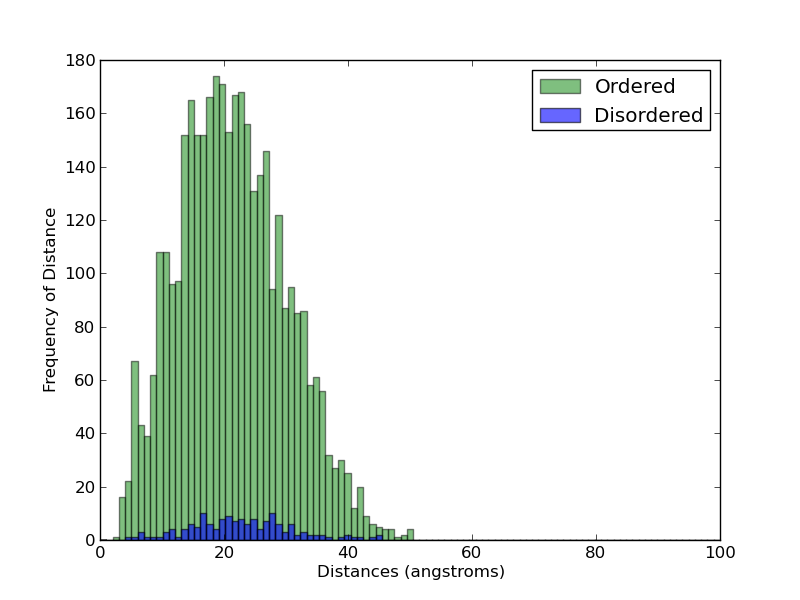 180
160
140
120
100
80
60
40
20
0
Frequency of Distance
Ordered
Disordered
0 20 40 60 80 100
Distances (angstroms)